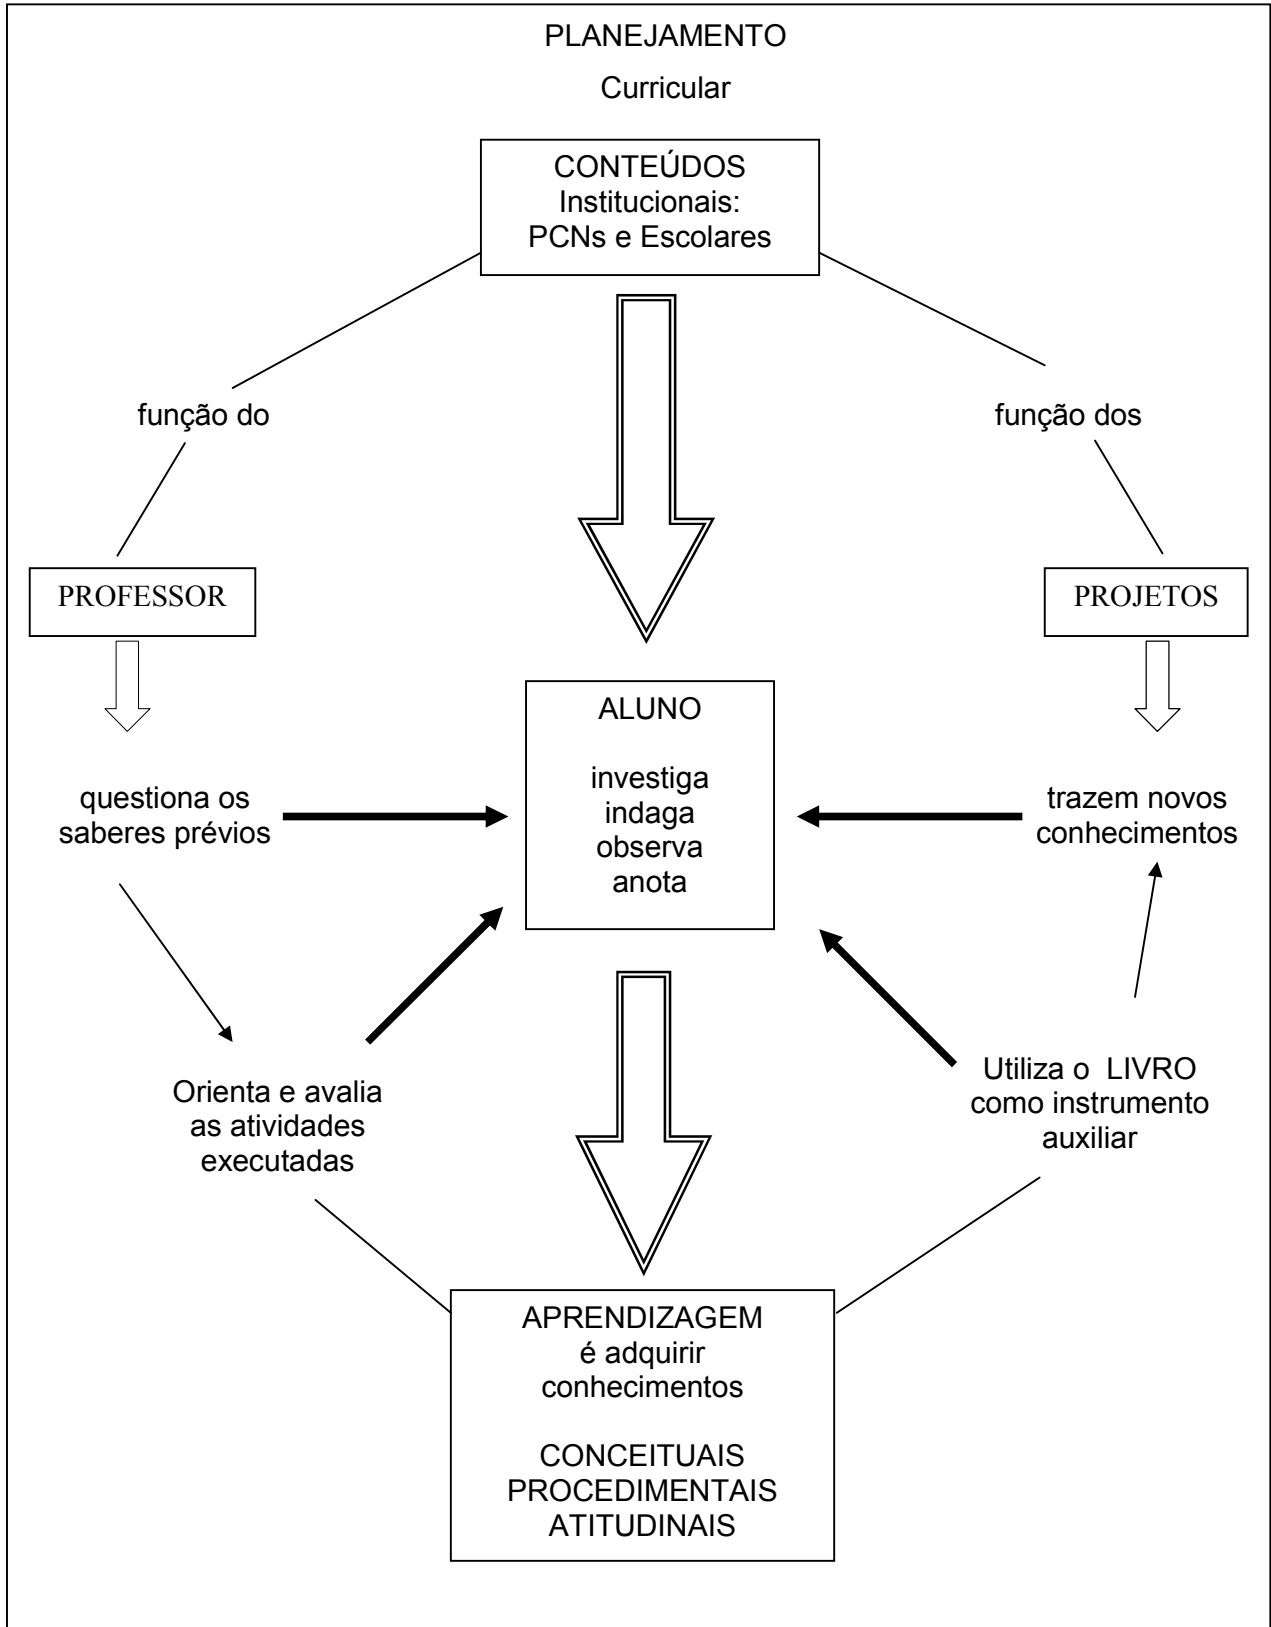 PLANEJAMENTO
Curricular
CONTEÚDOS
Institucionais:
PCNs e Escolares
função do
função dos
PROFESSOR
PROJETOS
ALUNO
investiga
indaga
observa
anota
questiona os
saberes prévios
trazem novos
conhecimentos
Orienta e avalia
as atividades
executadas
Utiliza o LIVRO
como instrumento
auxiliar
APRENDIZAGEM
é adquirir
conhecimentos
CONCEITUAIS
PROCEDIMENTAIS
ATITUDINAIS